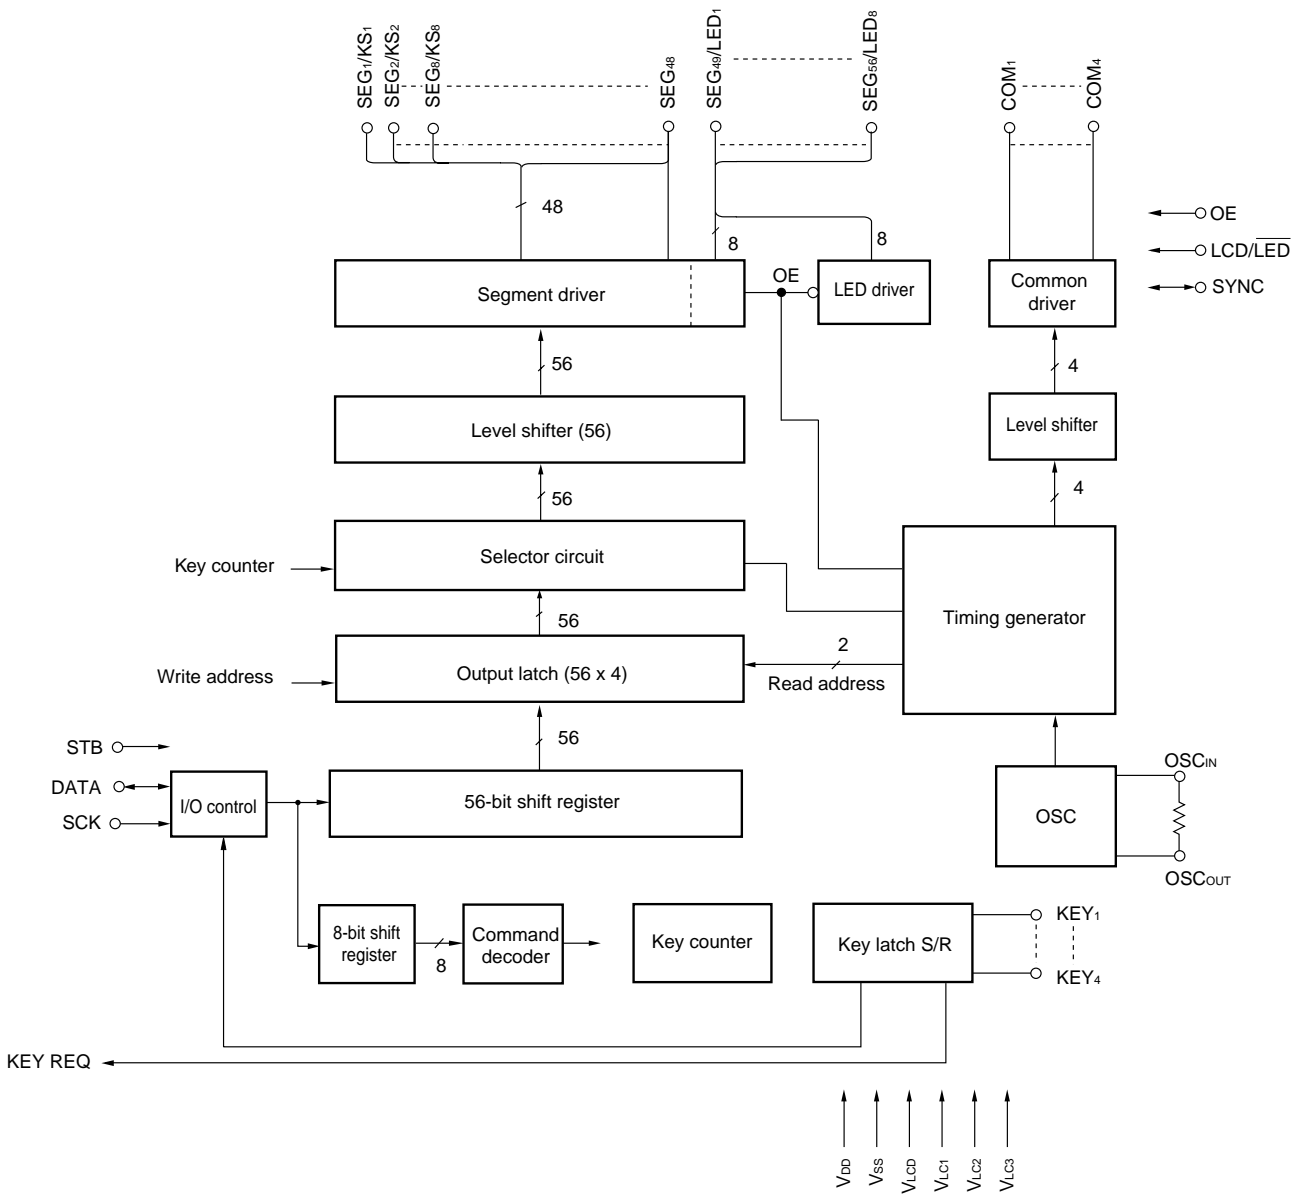 SEG1/KS1
SEG2/KS2
SEG8/KS8
SEG48
SEG49/LED1
SEG56/LED8
COM1
COM4
48
8
8
OE
LCD/LED
SYNC
Segment driver
OE
LED driver
Common
driver
56
4
Level shifter (56)
Level shifter
56
4
Key counter
Selector circuit
Timing generator
56
2
Write address
Output latch (56 x 4)
Read address
56
STB
DATA
SCK
I/O control
56-bit shift register
OSC
OSCIN
OSCOUT
8-bit shift
register
8
Command
decoder
Key counter
Key latch S/R
KEY1
KEY4
KEY REQ
VDD
VSS
VLCD
VLC1
VLC2
VLC3